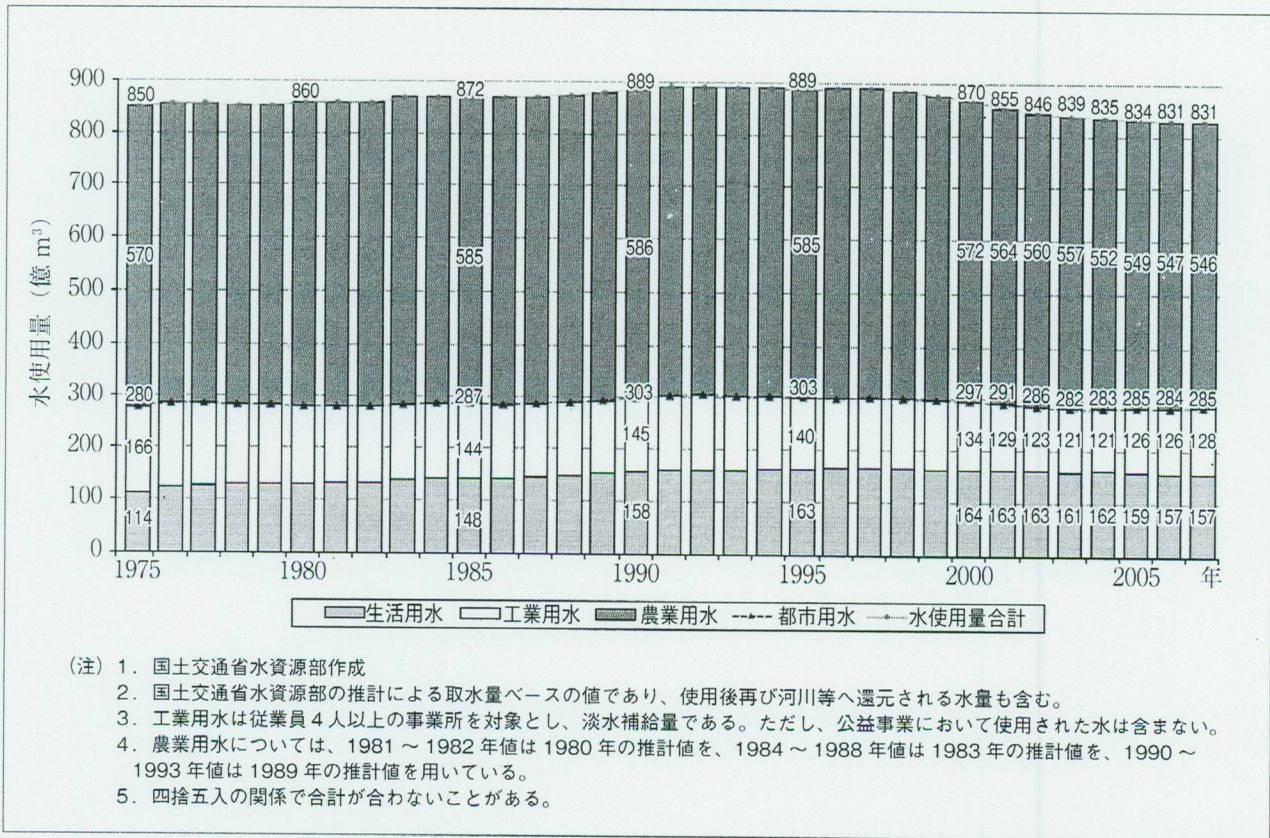 水使用量（億 m³）
900
800
700
600
500
400
300
200
100
0
850 860 872 889 889 870 855 846 839 835 834 831 831
570 585 586 585 572 564 560 557 552 549 547 546
280 287 303 303 297 291 286 282 283 285 284 285
166 144 145 140 134 129 123 121 121 126 126 128
114 148 158 163 164 163 163 161 162 159 157 157
1975 1980 1985 1990 1995 2000 2005 年
生活用水 工業用水 農業用水 都市用水 水使用量合計
（注）1．国土交通省水資源部作成
2．国土交通省水資源部の推計による取水量ベースの値であり、使用後再び河川等へ還元される水量も含む。
3．工業用水は従業員４人以上の事業所を対象とし、淡水補給量である。ただし、公益事業において使用された水は含まない。
4．農業用水については、1981～1982年値は1980年の推計値を、1984～1988年値は1983年の推計値を、1990～
1993年値は1989年の推計値を用いている。
5．四捨五入の関係で合計が合わないことがある。